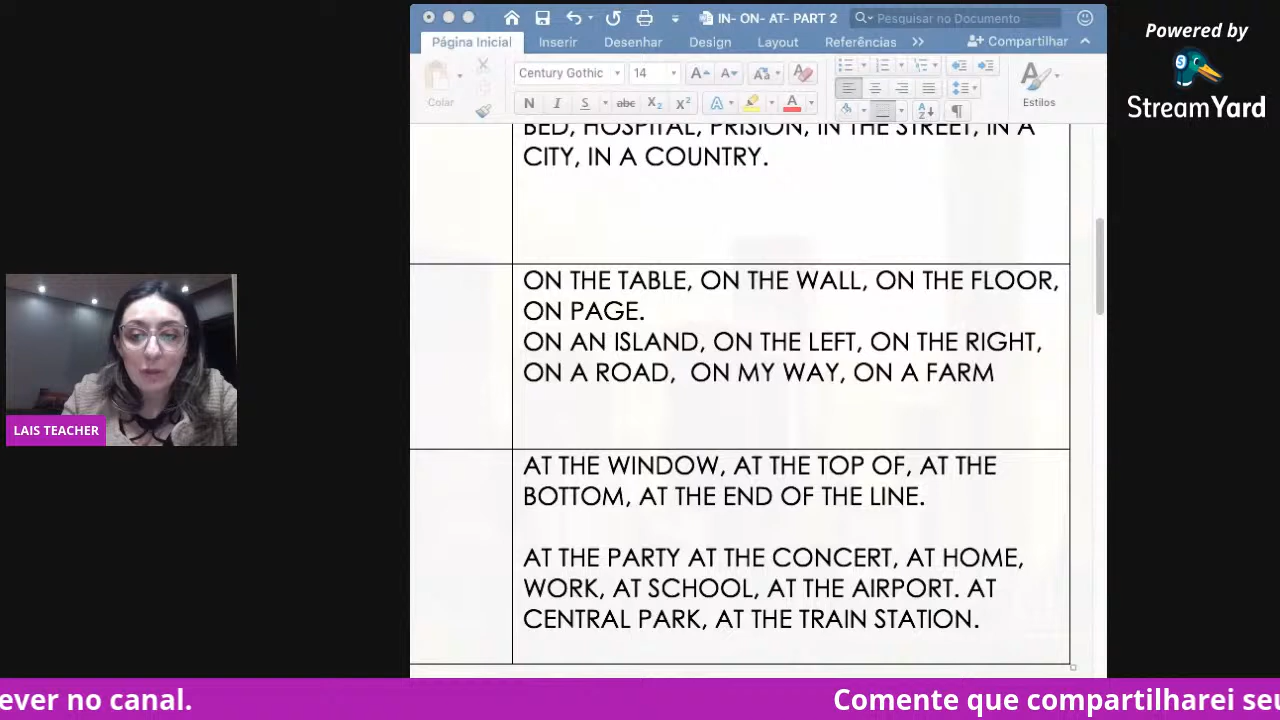 IN- ON- AT- PART 2
Pesquisar no Documento
Página Inicial
Inserir
Desenhar
Design
Layout
Referências
Compartilhar
Colar
Century Gothic
14
Estilos
BED, HOSPITAL, PRISION, IN THE STREET, IN A
CITY, IN A COUNTRY.
ON THE TABLE, ON THE WALL, ON THE FLOOR,
ON PAGE.
ON AN ISLAND, ON THE LEFT, ON THE RIGHT,
ON A ROAD, ON MY WAY, ON A FARM
AT THE WINDOW, AT THE TOP OF, AT THE
BOTTOM, AT THE END OF THE LINE.
AT THE PARTY AT THE CONCERT, AT HOME,
WORK, AT SCHOOL, AT THE AIRPORT. AT
CENTRAL PARK, AT THE TRAIN STATION.
LAIS TEACHER
Powered by
StreamYard
ever no canal.
Comente que compartilharei seu